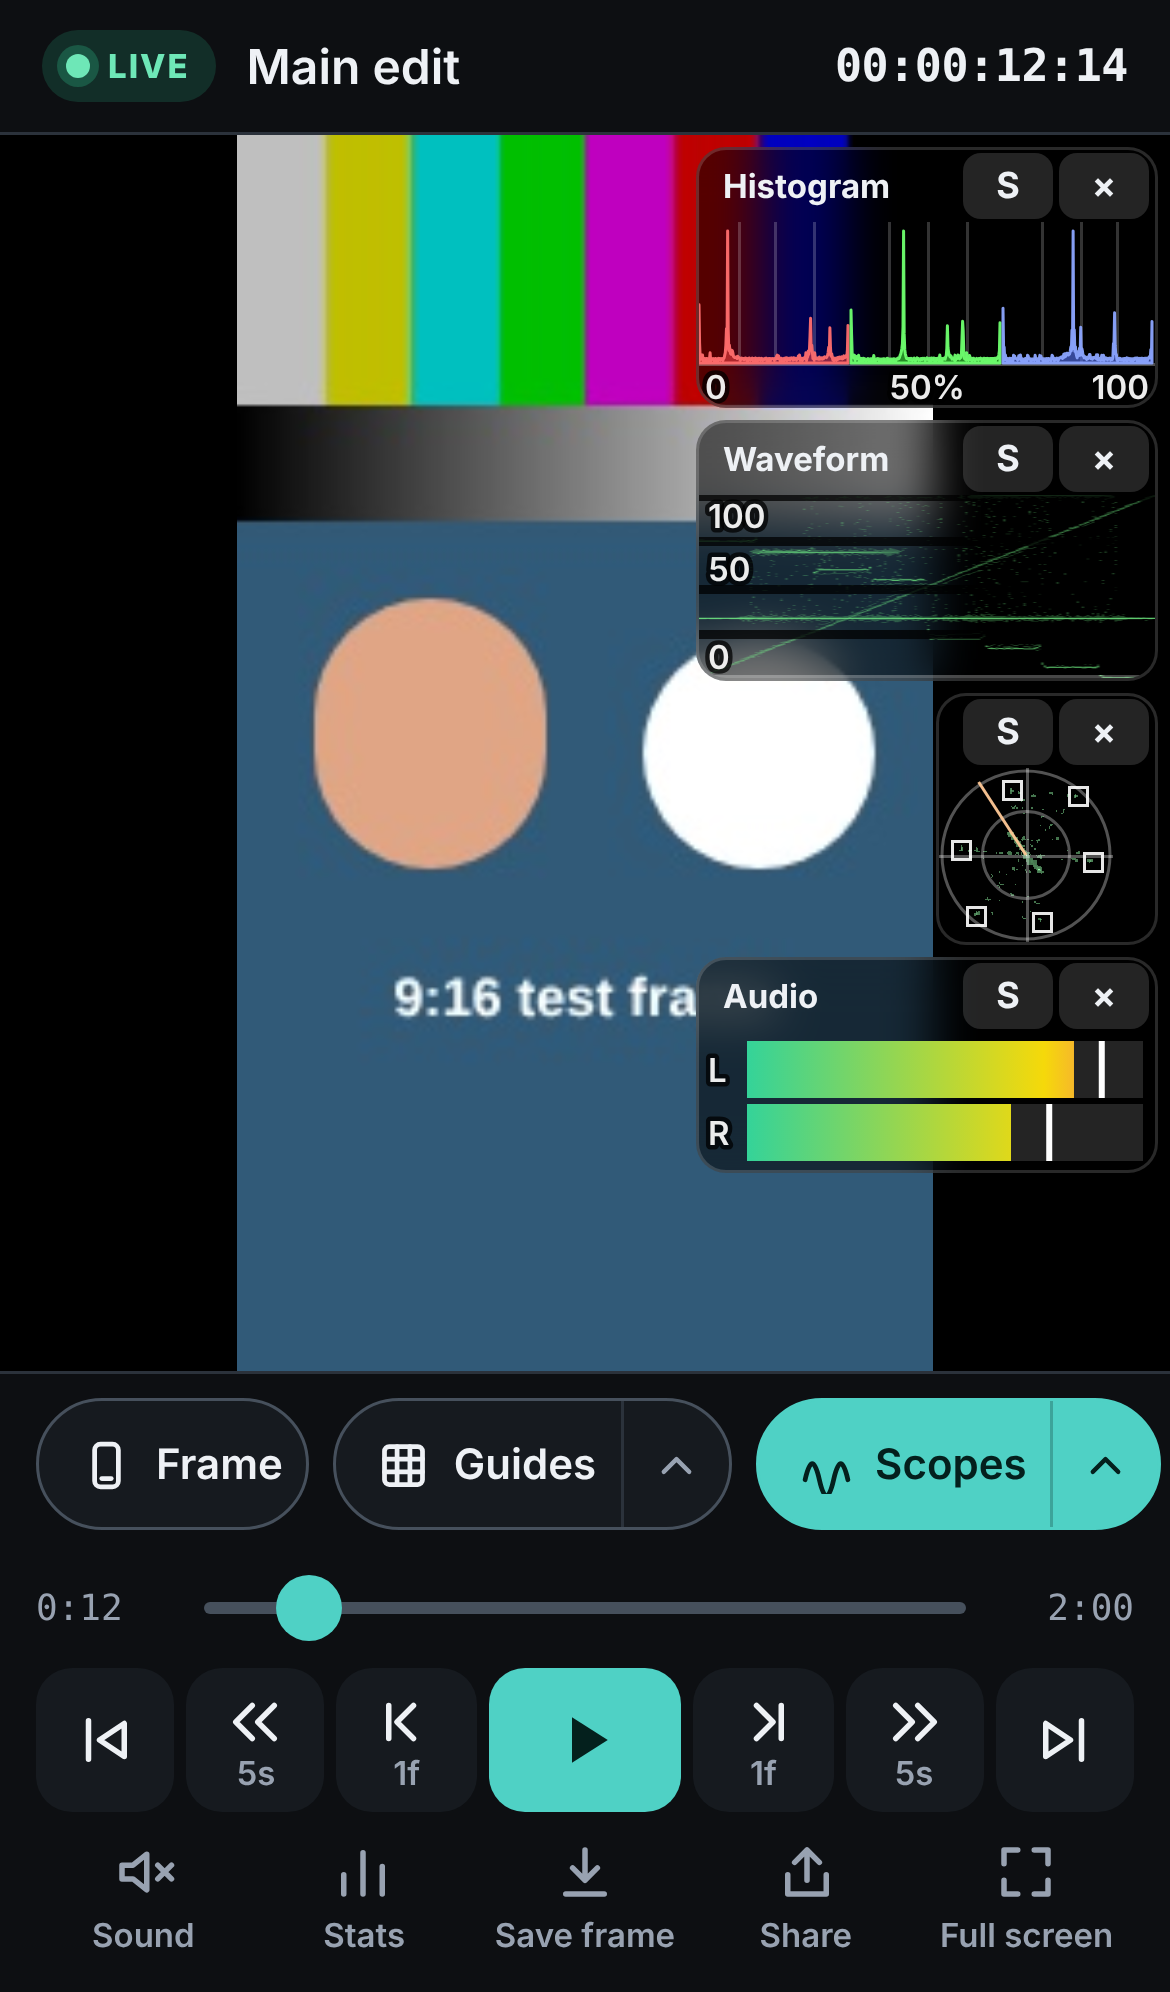 LIVE
Main edit
00:00:12:14
Histogram
S
×
0
50%
100
Waveform
S
×
100
50
0
S
×
9:16 test fra
Audio
S
×
L
R
Frame
Guides
Scopes
0:12
2:00
5s
1f
1f
5s
Sound
Stats
Save frame
Share
Full screen